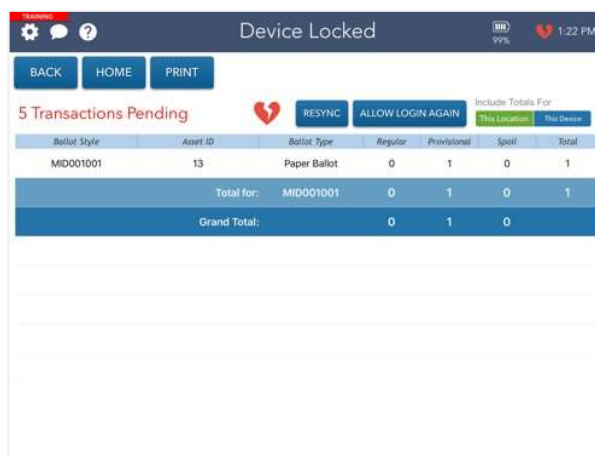 TRAINING
Device Locked
99%
1:22 PM
BACK HOME PRINT
5 Transactions Pending
RESYNC ALLOW LOGIN AGAIN
Include Totals For
This Location This Device
Ballot Style Asset ID Ballot Type Regular Provisional Spoil Total
MID001001 13 Paper Ballot 0 1 0 1
Total for: MID001001 0 1 0 1
Grand Total: 0 1 0